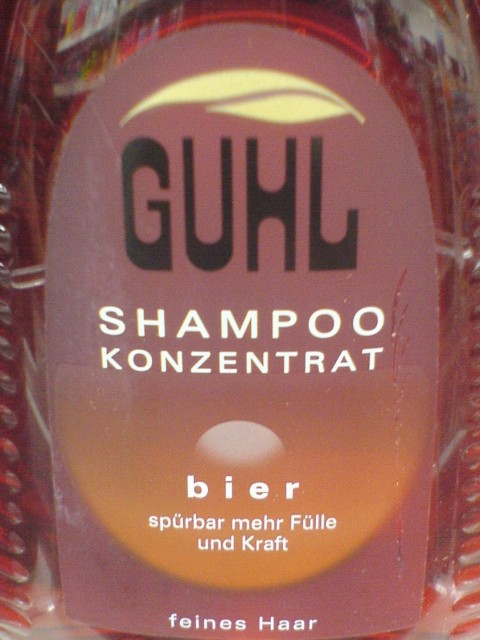 GUHL
SHAMPOO
KONZENTRAT
bier
spürbar mehr Fülle
und Kraft
feines Haar